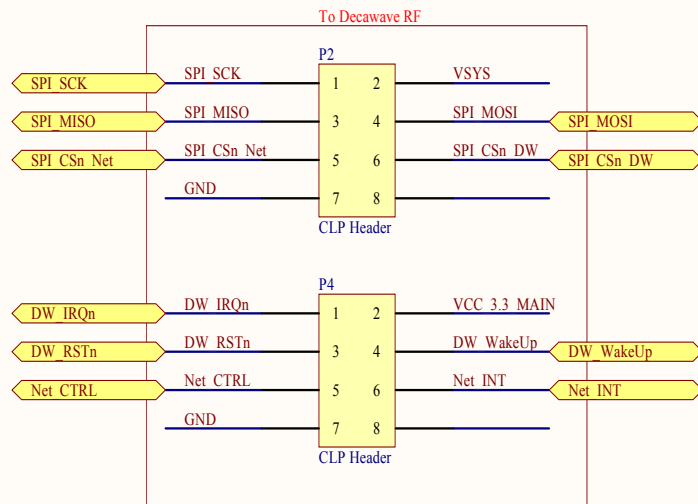 To Decawave RF
P2
SPI_SCK SPI_SCK 1 2 VSYS
SPI_MISO SPI_MISO 3 4 SPI_MOSI SPI_MOSI
SPI_CSn_Net SPI_CSn_Net 5 6 SPI_CSn_DW SPI_CSn_DW
GND 7 8
CLP Header
P4
DW_IRQn DW_IRQn 1 2 VCC_3.3_MAIN
DW_RSTn DW_RSTn 3 4 DW_WakeUp DW_WakeUp
Net_CTRL Net_CTRL 5 6 Net_INT Net_INT
GND 7 8
CLP Header